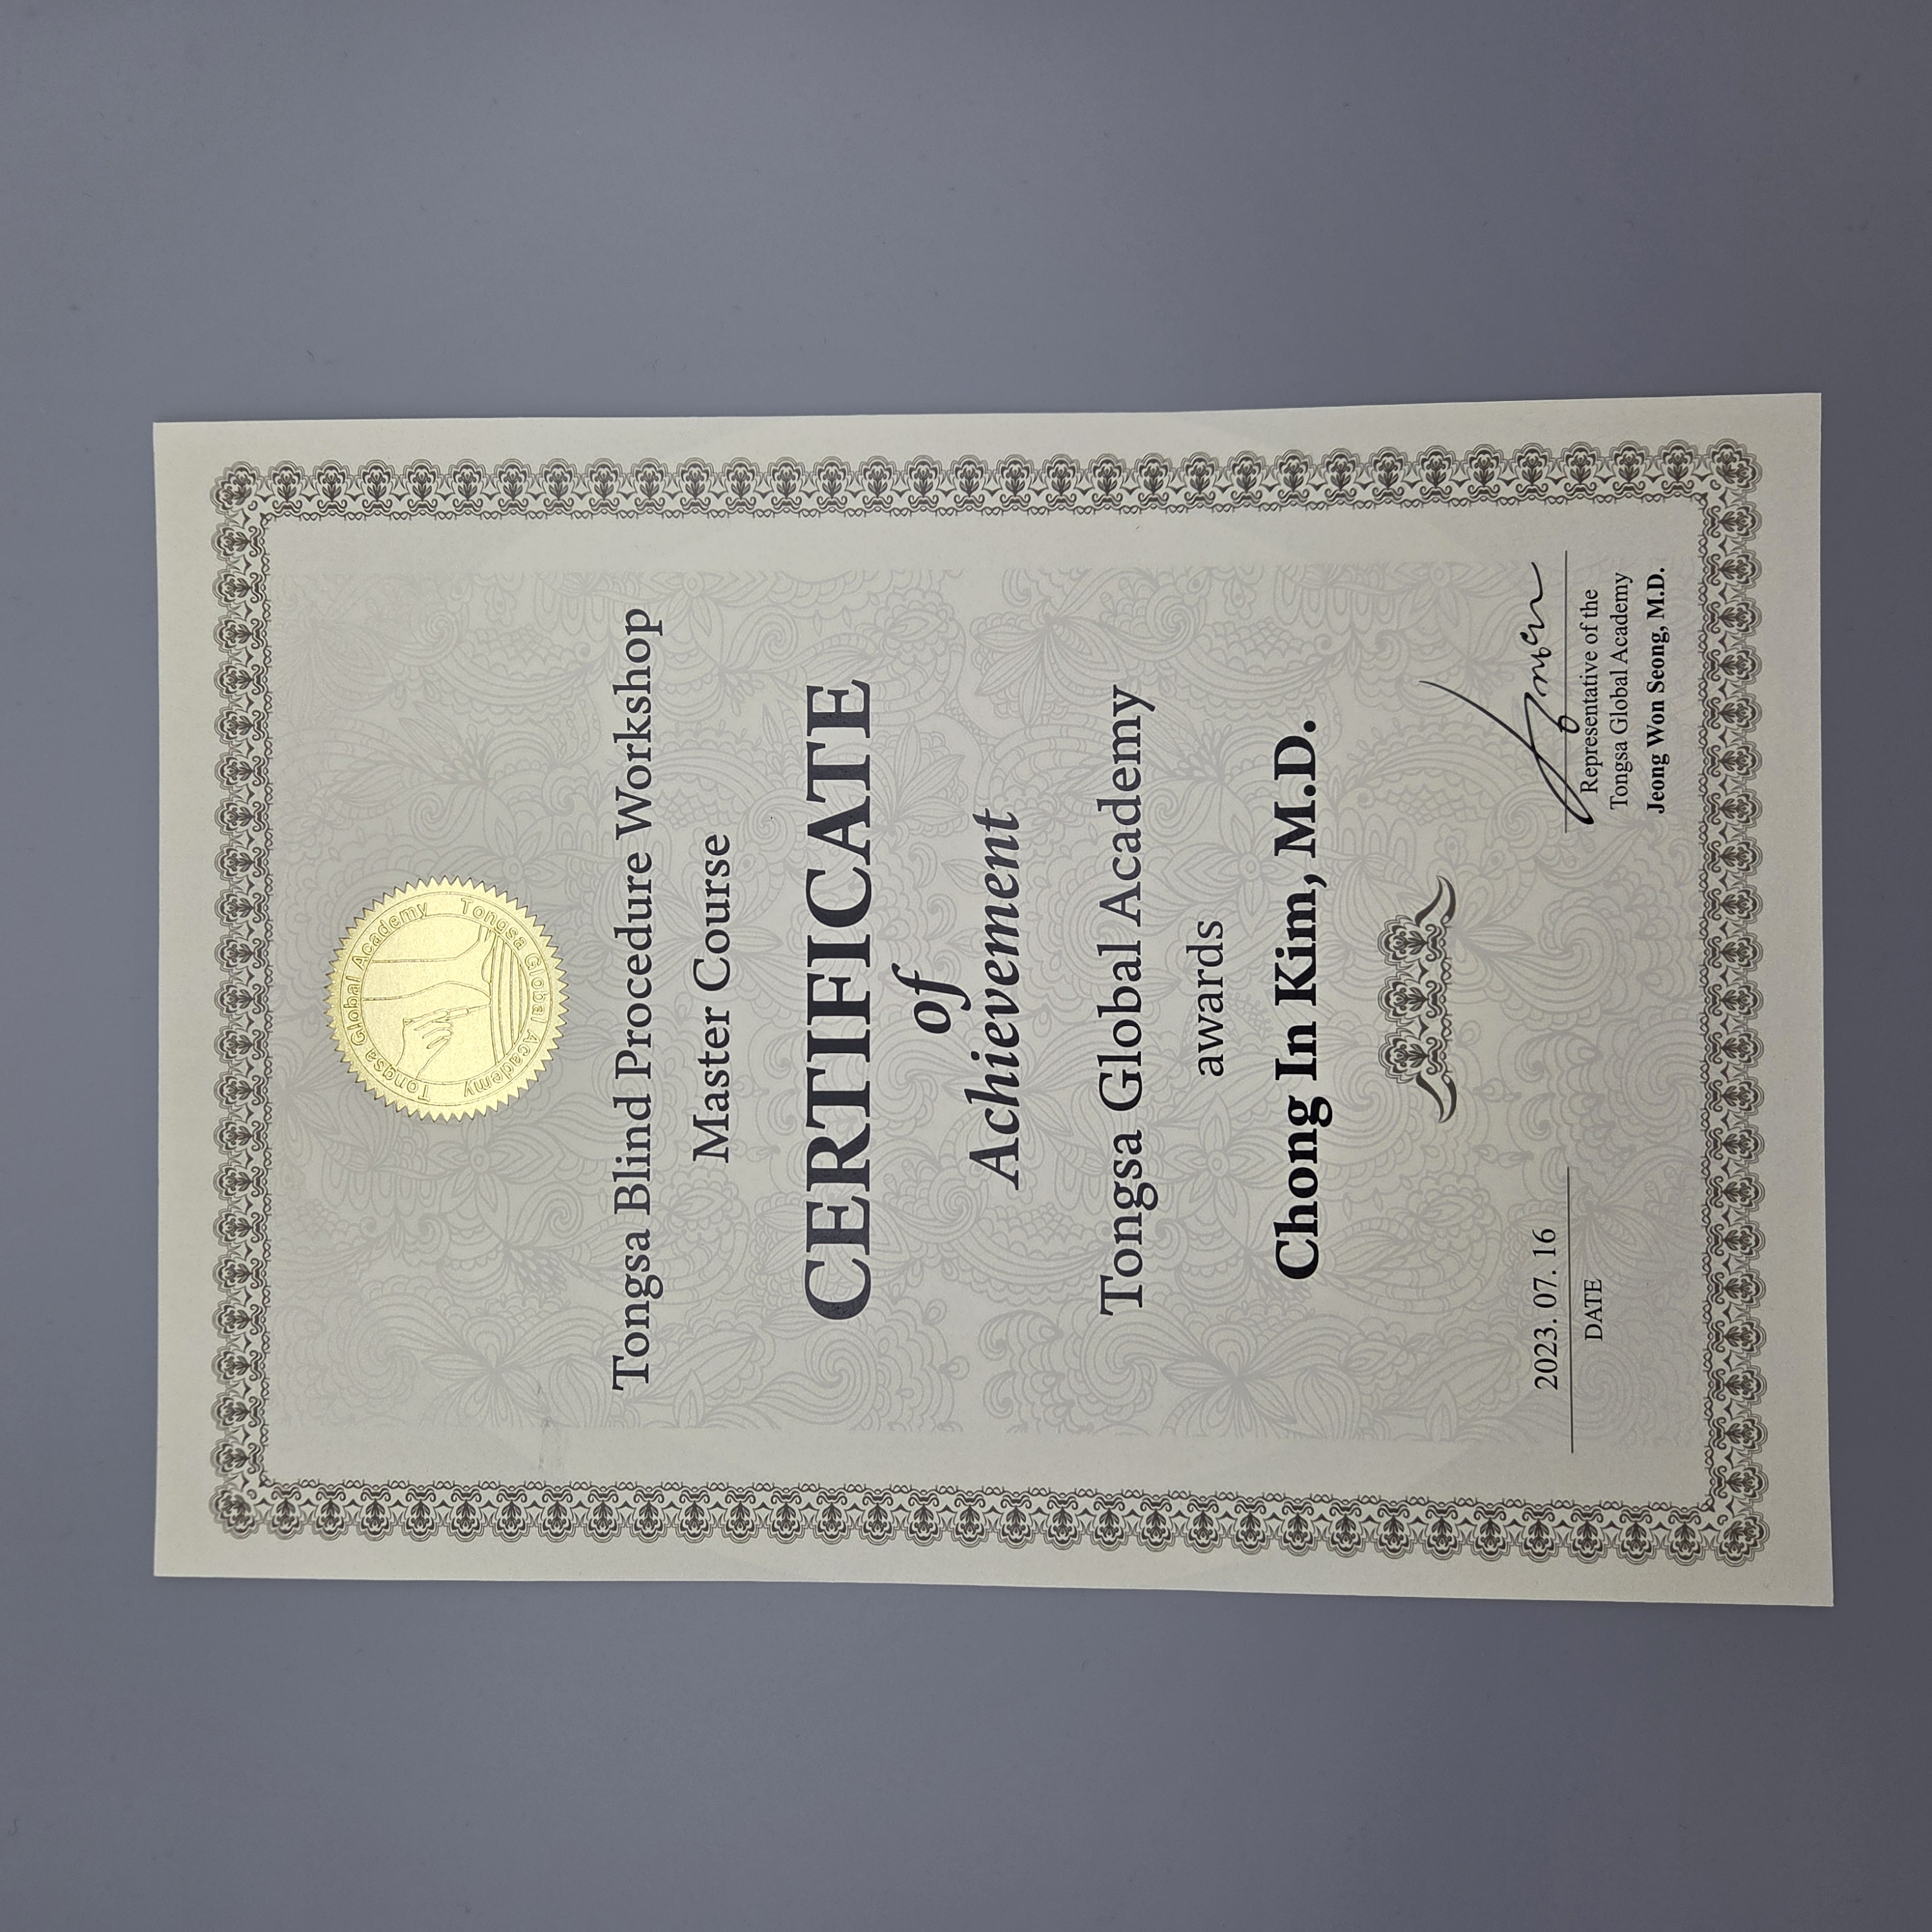 Tongsa Global Academy
Tongsa Global Academy
Tongsa Blind Procedure Workshop
Master Course
CERTIFICATE
of
Achievement
Tongsa Global Academy
awards
Chong In Kim, M.D.
2023. 07. 16
DATE
Representative of the
Tongsa Global Academy
Jeong Won Seong, M.D.